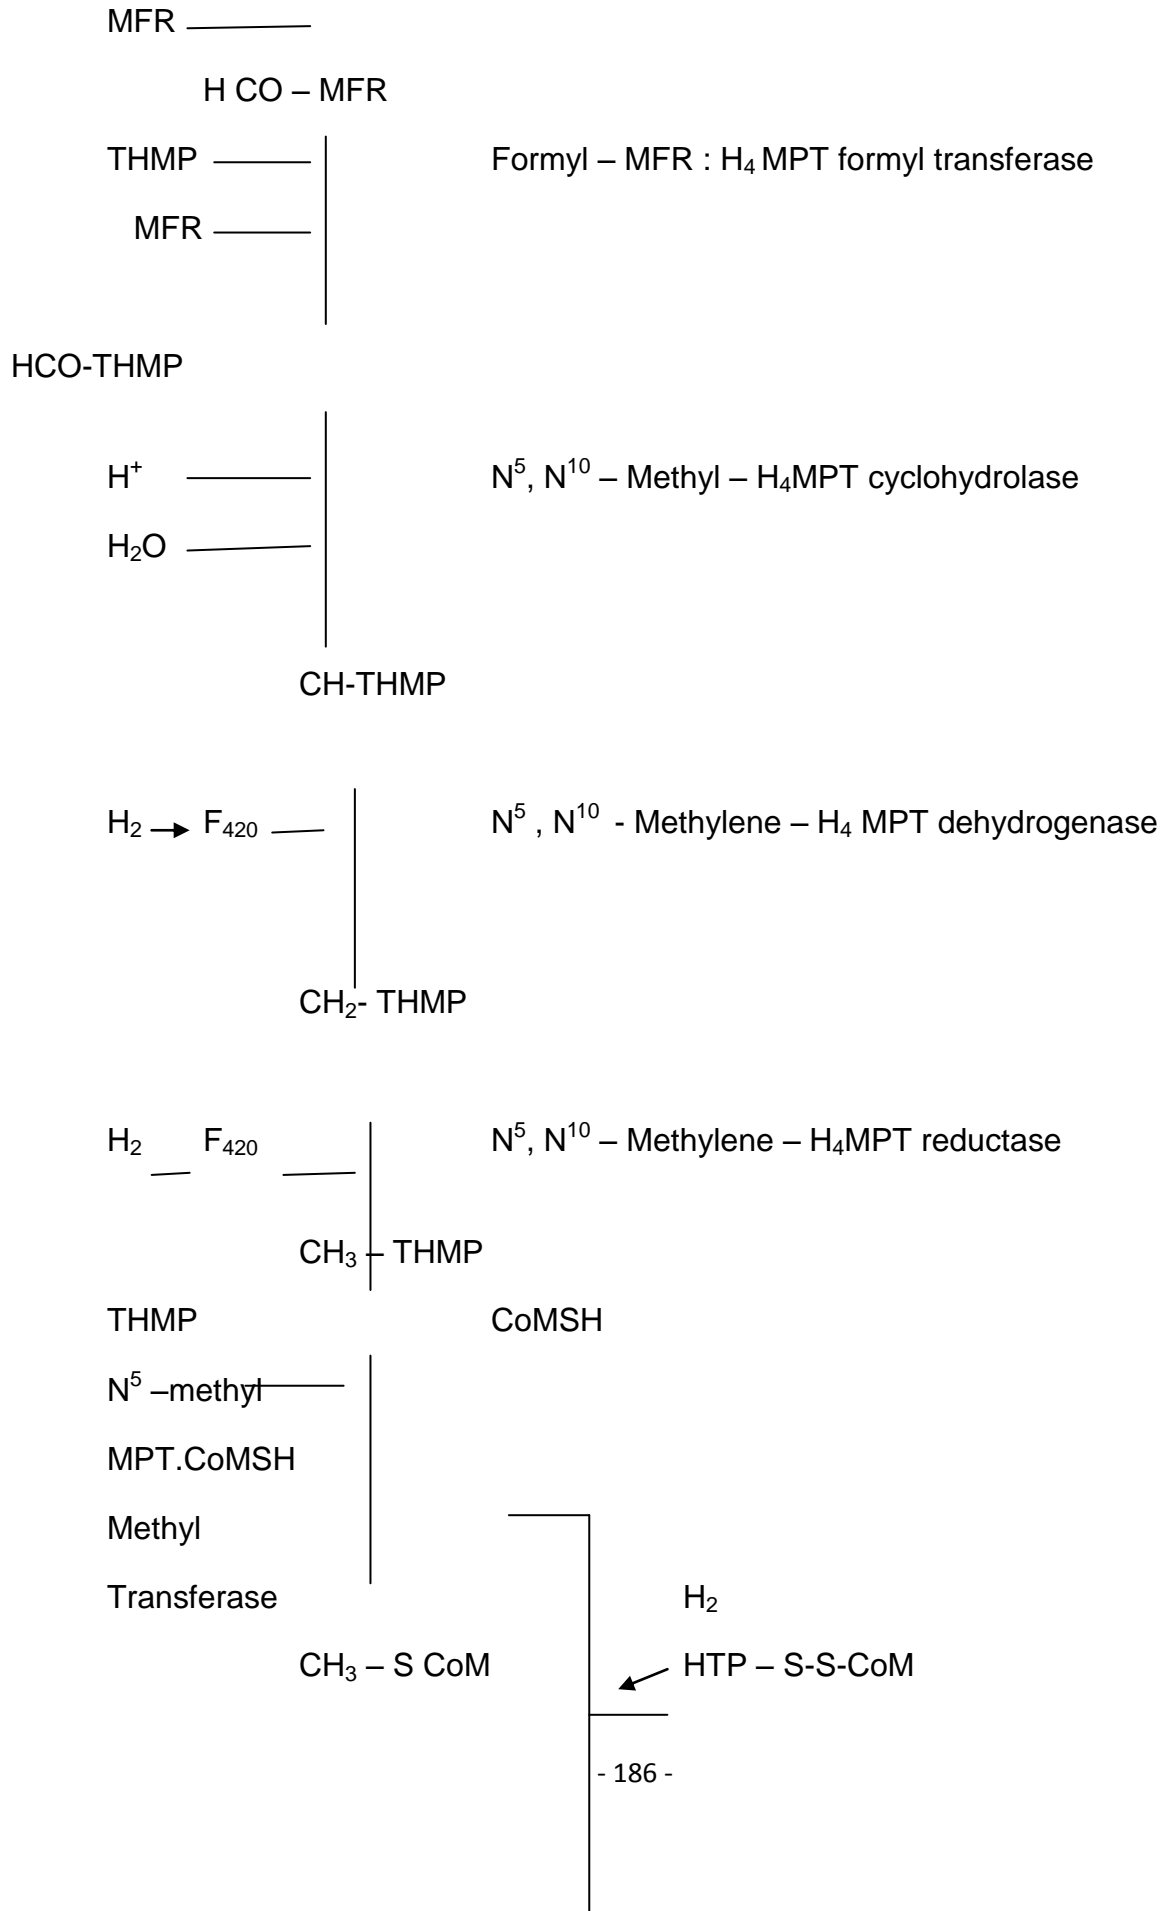 MFR
H CO – MFR
THMP Formyl – MFR : H₄ MPT formyl transferase
MFR
HCO-THMP
H⁺ N⁵, N¹⁰ – Methyl – H₄MPT cyclohydrolase
H₂O
CH-THMP
H₂ → F₄₂₀ N⁵ , N¹⁰ - Methylene – H₄ MPT dehydrogenase
CH₂- THMP
H₂ F₄₂₀ N⁵, N¹⁰ – Methylene – H₄MPT reductase
CH₃ – THMP
THMP CoMSH
N⁵ –methyl
MPT.CoMSH
Methyl
Transferase H₂
CH₃ – S CoM HTP – S-S-CoM
- 186 -